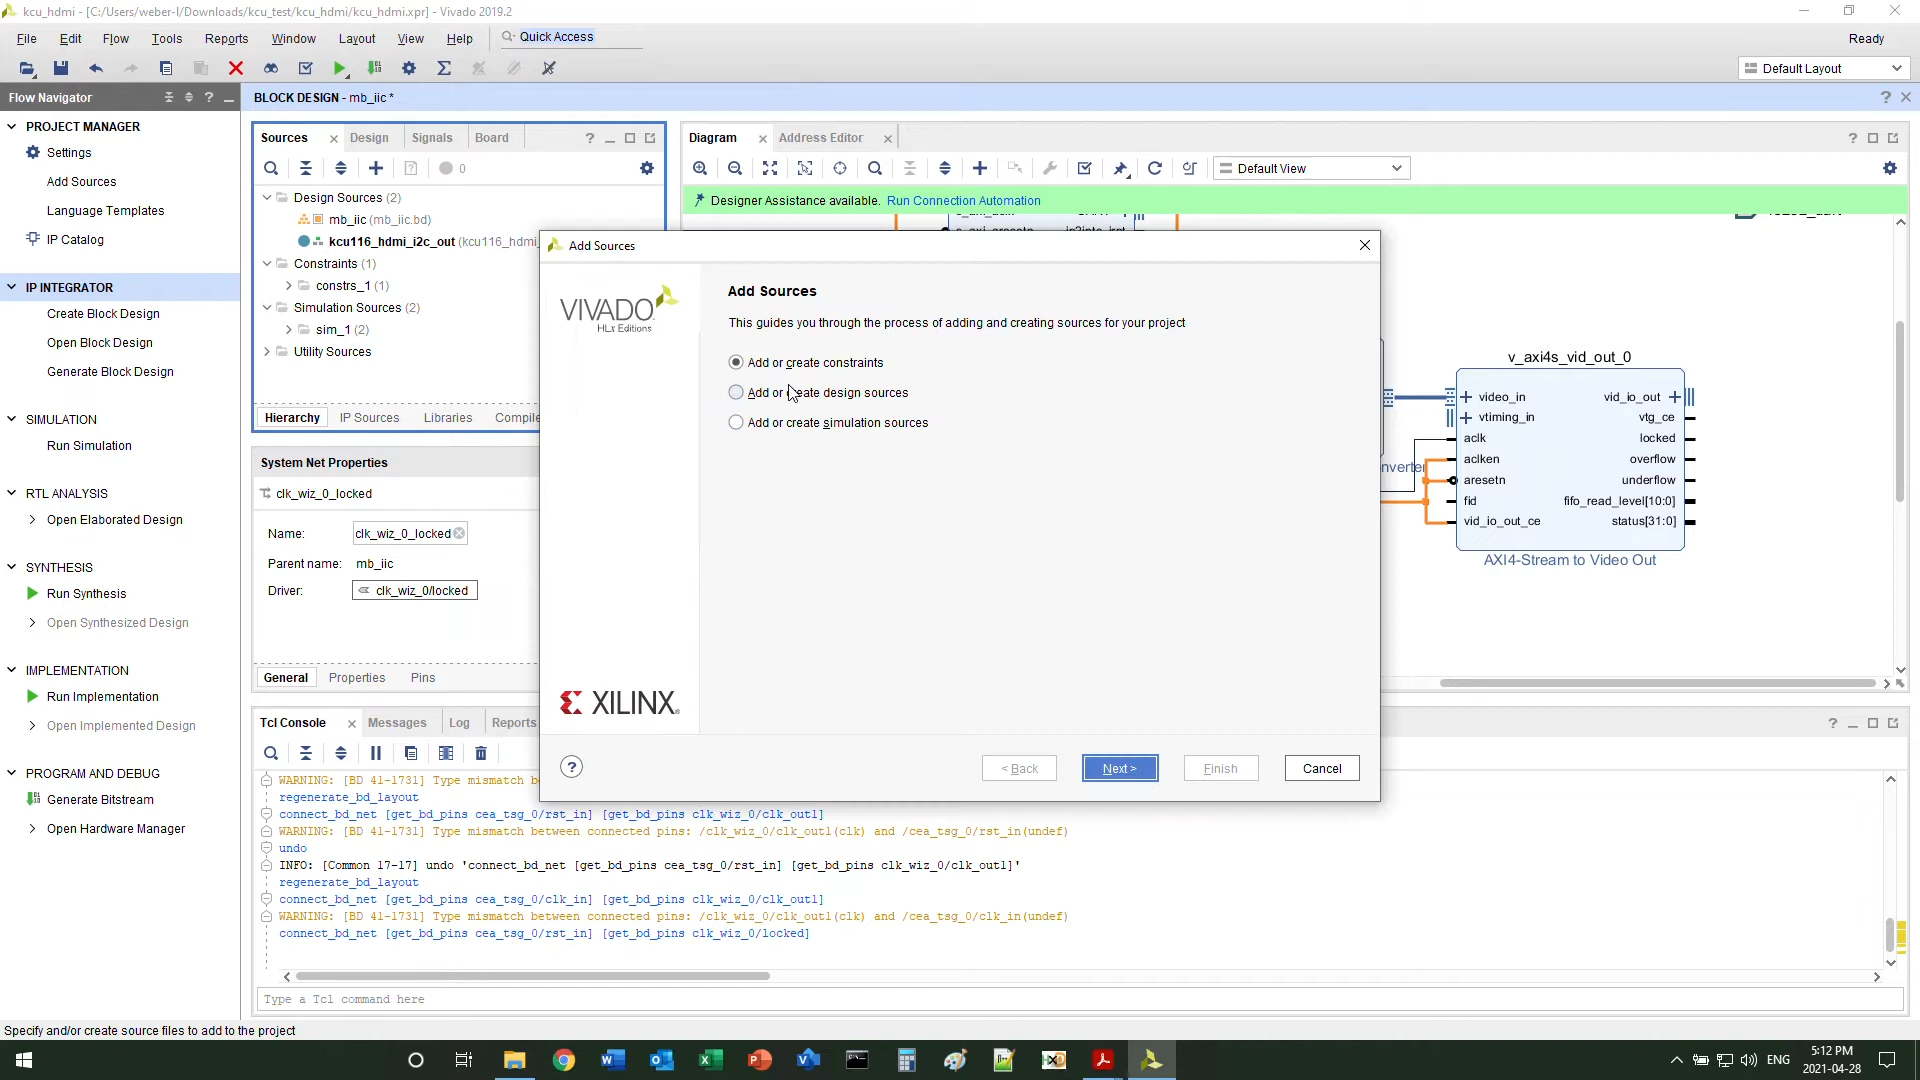 kcu_hdmi - [C:/Users/weber-l/Downloads/kcu_test/kcu_hdmi/kcu_hdmi.xpr] - Vivado 2019.2
File Edit Flow Tools Reports Window Layout View Help Quick Access
Ready
Default Layout
Flow Navigator
PROJECT MANAGER
Settings
Add Sources
Language Templates
IP Catalog
IP INTEGRATOR
Create Block Design
Open Block Design
Generate Block Design
SIMULATION
Run Simulation
RTL ANALYSIS
Open Elaborated Design
SYNTHESIS
Run Synthesis
Open Synthesized Design
IMPLEMENTATION
Run Implementation
Open Implemented Design
PROGRAM AND DEBUG
Generate Bitstream
Open Hardware Manager
BLOCK DESIGN - mb_iic *
Sources Design Signals Board
0
Design Sources (2)
mb_iic (mb_iic.bd)
kcu116_hdmi_i2c_out (kcu116_hdmi_
Constraints (1)
constrs_1 (1)
Simulation Sources (2)
sim_1 (2)
Utility Sources
Hierarchy IP Sources Libraries Compile
System Net Properties
clk_wiz_0_locked
Name: clk_wiz_0_locked
Parent name: mb_iic
Driver: clk_wiz_0/locked
General Properties Pins
Diagram Address Editor
Default View
Designer Assistance available. Run Connection Automation
Add Sources
VIVADO
HLx Editions
XILINX
Add Sources
This guides you through the process of adding and creating sources for your project
Add or create constraints
Add or create design sources
Add or create simulation sources
< Back Next > Finish Cancel
v_axi4s_vid_out_0
video_in vid_io_out
vtiming_in vtg_ce
aclk locked
aclken overflow
aresetn underflow
fid fifo_read_level[10:0]
vid_io_out_ce status[31:0]
AXI4-Stream to Video Out
nverter
Tcl Console Messages Log Reports
WARNING: [BD 41-1731] Type mismatch b
regenerate_bd_layout
connect_bd_net [get_bd_pins cea_tsg_0/rst_in] [get_bd_pins clk_wiz_0/clk_out1]
WARNING: [BD 41-1731] Type mismatch between connected pins: /clk_wiz_0/clk_out1(clk) and /cea_tsg_0/rst_in(undef)
undo
INFO: [Common 17-17] undo 'connect_bd_net [get_bd_pins cea_tsg_0/rst_in] [get_bd_pins clk_wiz_0/clk_out1]'
regenerate_bd_layout
connect_bd_net [get_bd_pins cea_tsg_0/clk_in] [get_bd_pins clk_wiz_0/clk_out1]
WARNING: [BD 41-1731] Type mismatch between connected pins: /clk_wiz_0/clk_out1(clk) and /cea_tsg_0/clk_in(undef)
connect_bd_net [get_bd_pins cea_tsg_0/rst_in] [get_bd_pins clk_wiz_0/locked]
Type a Tcl command here
Specify and/or create source files to add to the project
ENG
5:12 PM
2021-04-28